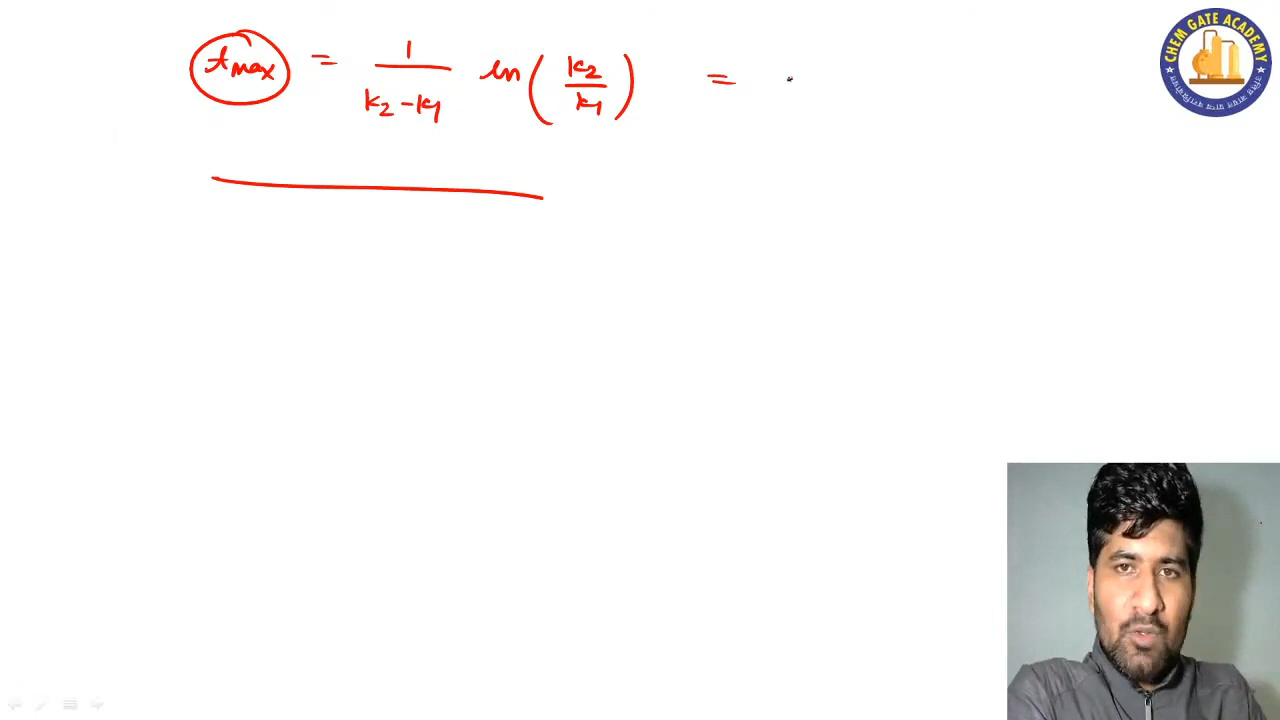 t_max = 1/(k2-k1) ln(k2/k1) =
CHEM GATE ACADEMY